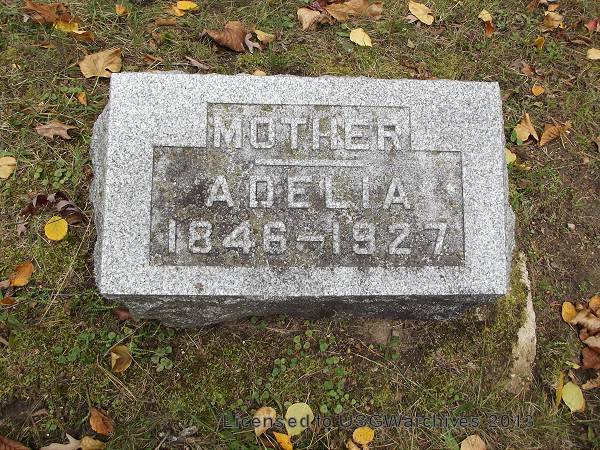 MOTHER
ADELIA
1846-1927
Licensed to USGWarchives 2013